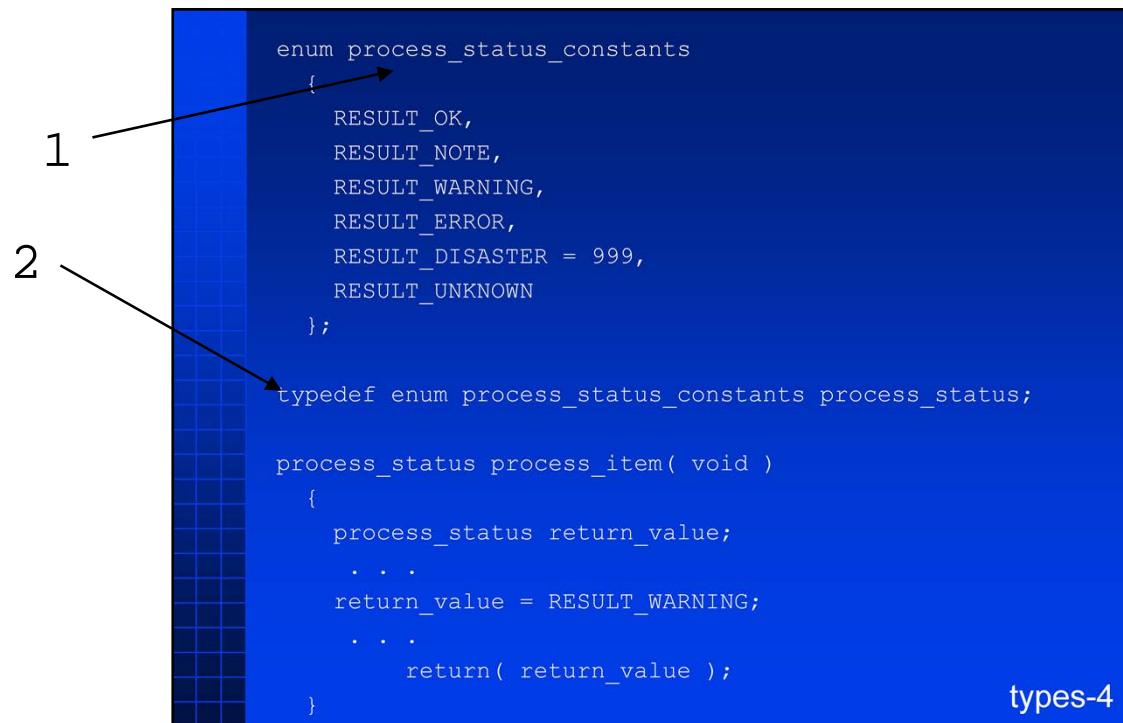 enum process_status_constants
{
1
RESULT_OK,
RESULT_NOTE,
RESULT_WARNING,
RESULT_ERROR,
2
RESULT_DISASTER = 999,
RESULT_UNKNOWN
};
typedef enum process_status_constants process_status;
process_status process_item( void )
{
process_status return_value;
. . .
return_value = RESULT_WARNING;
. . .
return( return_value );
}
types-4